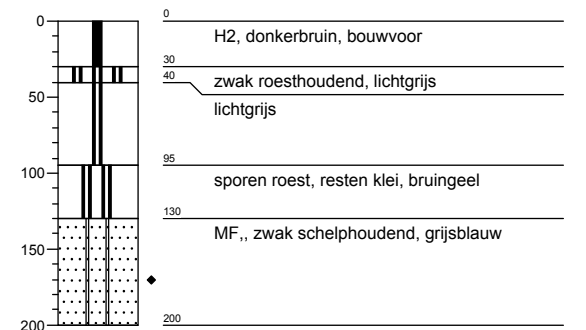 0
50
100
150
200
0
H2, donkerbruin, bouwvoor
30
zwak roesthoudend, lichtgrijs
40
lichtgrijs
95
sporen roest, resten klei, bruingeel
130
MF,, zwak schelphoudend, grijsblauw
200